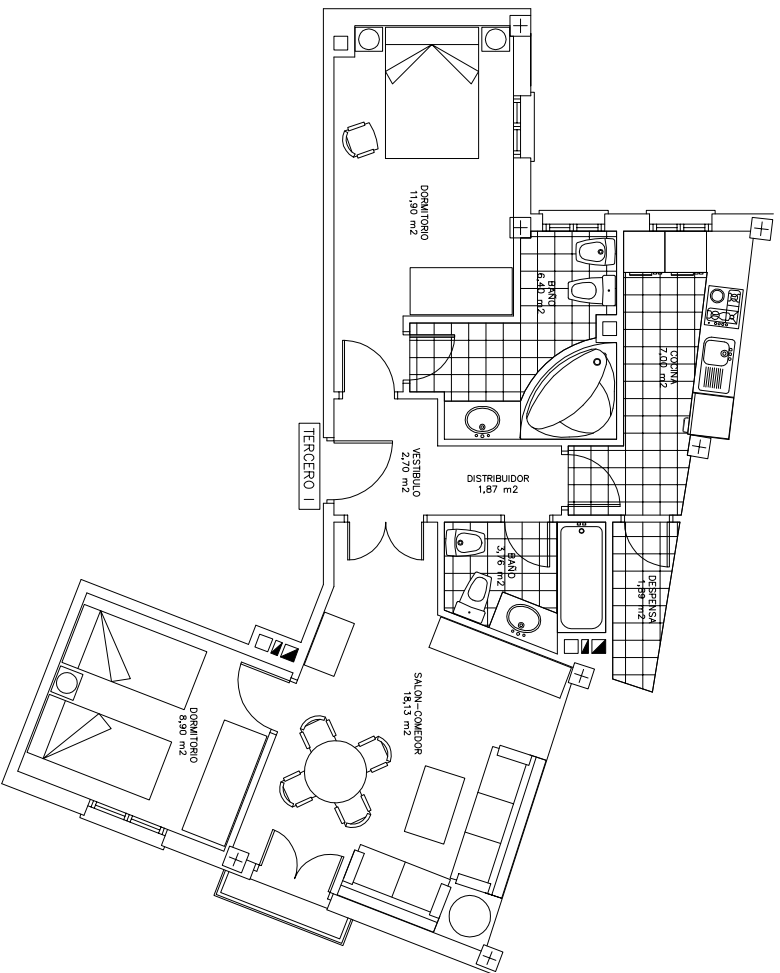 DORMITORIO
11,90 m2
BAÑO
6,40 m2
COCINA
7,00 m2
TERCERO I
VESTIBULO
2,70 m2
DISTRIBUIDOR
1,87 m2
BAÑO
3,76 m2
DESPENSA
1,89 m2
SALON-COMEDOR
18,13 m2
DORMITORIO
8,90 m2